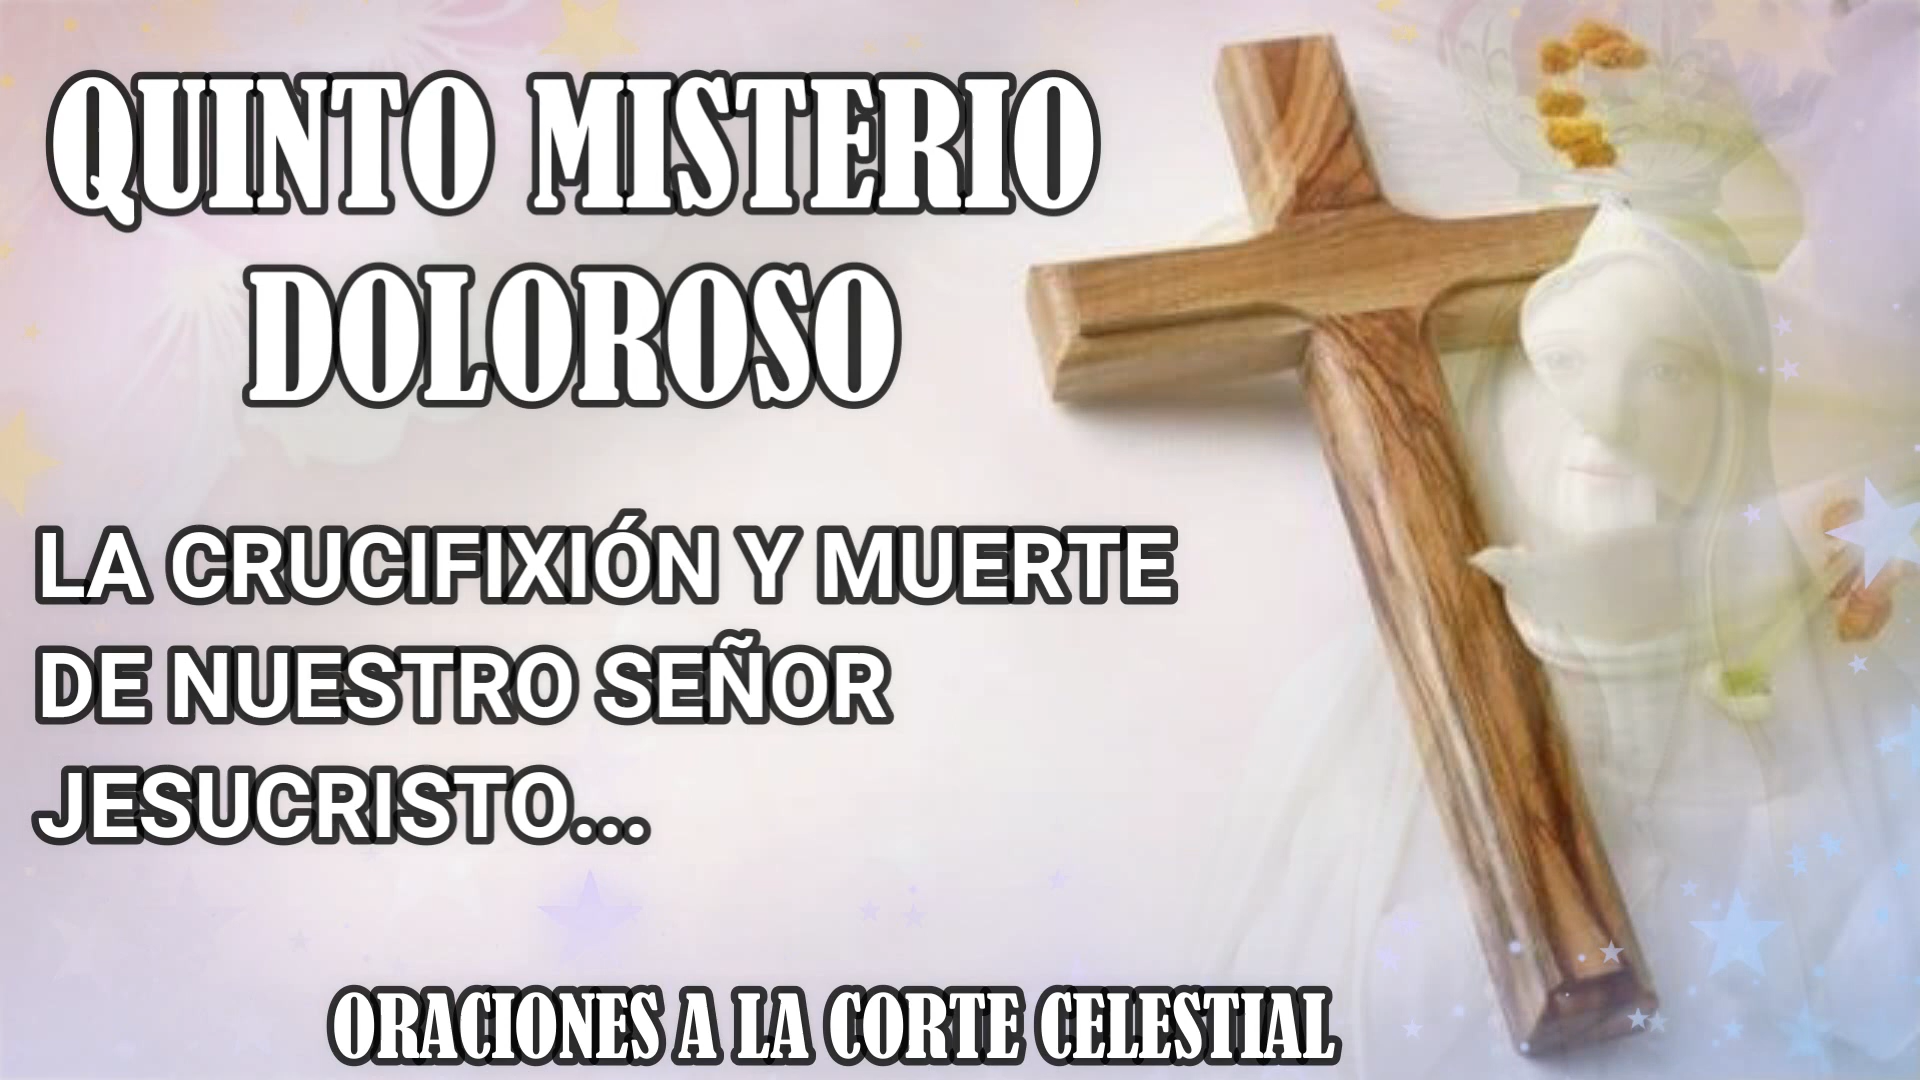 QUINTO MISTERIO
DOLOROSO
LA CRUCIFIXIÓN Y MUERTE
DE NUESTRO SEÑOR
JESUCRISTO...
ORACIONES A LA CORTE CELESTIAL